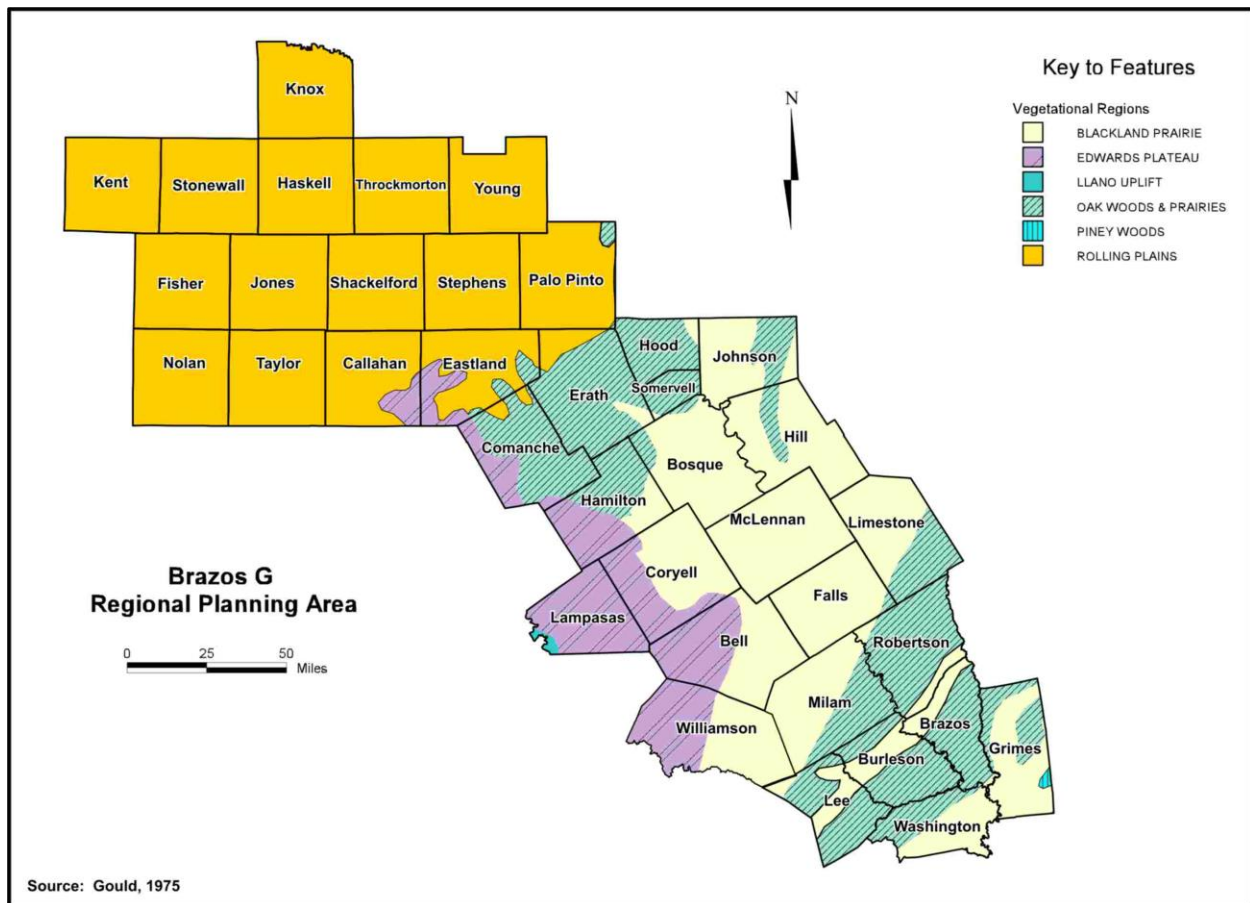 Key to Features
Vegetational Regions
BLACKLAND PRAIRIE
EDWARDS PLATEAU
LLANO UPLIFT
OAK WOODS & PRAIRIES
PINEY WOODS
ROLLING PLAINS
N
Knox
Kent
Stonewall
Haskell
Throckmorton
Young
Fisher
Jones
Shackelford
Stephens
Palo Pinto
Nolan
Taylor
Callahan
Eastland
Hood
Johnson
Somervell
Erath
Comanche
Hill
Bosque
Hamilton
McLennan
Limestone
Coryell
Falls
Lampasas
Bell
Robertson
Milam
Williamson
Brazos
Grimes
Burleson
Lee
Washington
Brazos G
Regional Planning Area
0 25 50
Miles
Source: Gould, 1975